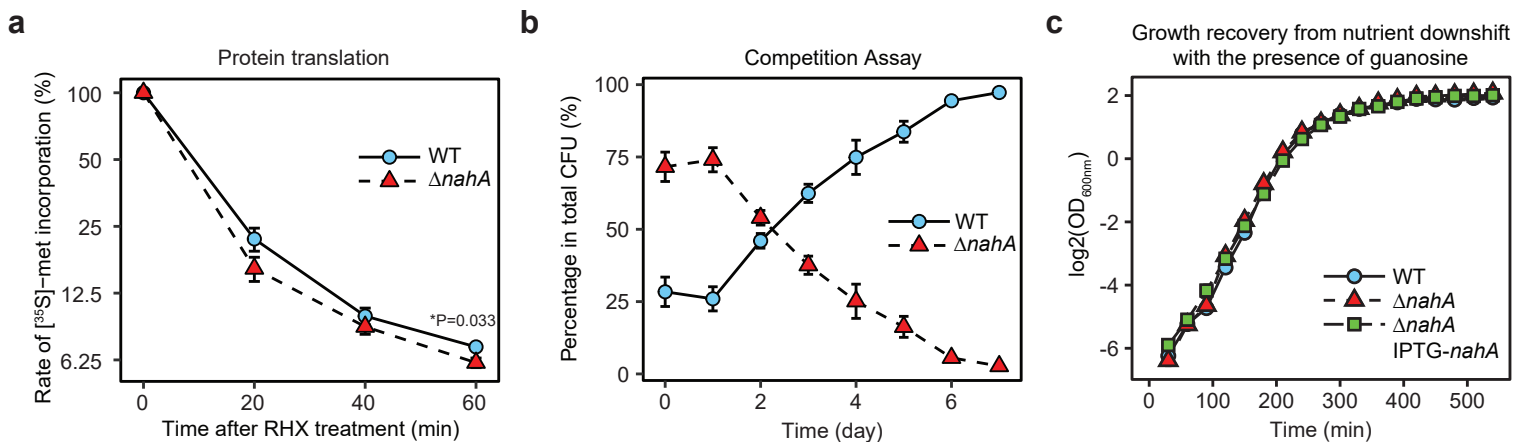 a
Protein translation
Rate of [³⁵S]−met incorporation (%)
100
50
25
12.5
6.25
WT
ΔnahA
*P=0.033
0 20 40 60
Time after RHX treatment (min)
b
Competition Assay
Percentage in total CFU (%)
100
75
50
25
0
WT
ΔnahA
0 2 4 6
Time (day)
c
Growth recovery from nutrient downshift
with the presence of guanosine
log2(OD₆₀₀nm)
2
0
-2
-4
-6
WT
ΔnahA
ΔnahA
IPTG-nahA
0 100 200 300 400 500
Time (min)